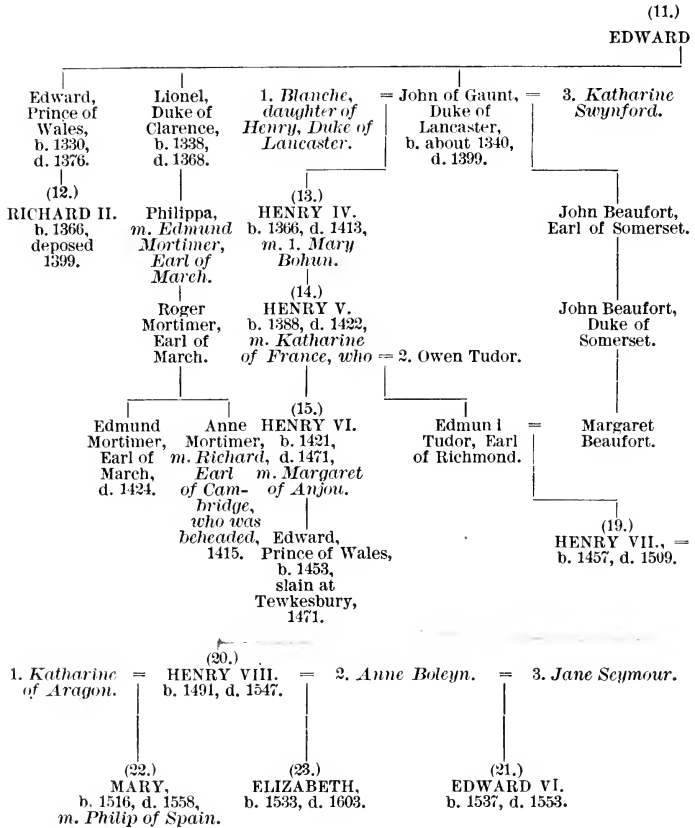 (11.)
EDWARD
Edward,
Prince of
Wales,
b. 1330,
d. 1376.
Lionel,
Duke of
Clarence,
b. 1338,
d. 1368.
1. Blanche,
daughter of
Henry, Duke of
Lancaster.
= John of Gaunt, =
Duke of
Lancaster,
b. about 1340,
d. 1399.
3. Katharine
Swynford.
(12.)
RICHARD II.
b. 1366,
deposed
1399.
Philippa,
m. Edmund
Mortimer,
Earl of
March.
(13.)
HENRY IV.
b. 1366, d. 1413,
m. 1. Mary
Bohun.
John Beaufort,
Earl of Somerset.
Roger
Mortimer,
Earl of
March.
(14.)
HENRY V.
b. 1388, d. 1422,
m. Katharine
of France, who = 2. Owen Tudor.
John Beaufort,
Duke of
Somerset.
Edmund
Mortimer,
Earl of
March,
d. 1424.
Anne
Mortimer,
m. Richard,
Earl
of Cam-
bridge,
who was
beheaded,
1415.
(15.)
HENRY VI.
b. 1421,
d. 1471,
m. Margaret
of Anjou.
Edmund =
Tudor, Earl
of Richmond.
Margaret
Beaufort.
Edward,
Prince of Wales,
b. 1453,
slain at
Tewkesbury,
1471.
(19.)
HENRY VII., =
b. 1457, d. 1509.
(20.)
1. Katharine = HENRY VIII. = 2. Anne Boleyn. = 3. Jane Seymour.
of Aragon. b. 1491, d. 1547.
(22.)
MARY,
b. 1516, d. 1558,
m. Philip of Spain.
(23.)
ELIZABETH,
b. 1533, d. 1603.
(21.)
EDWARD VI.
b. 1537, d. 1553.